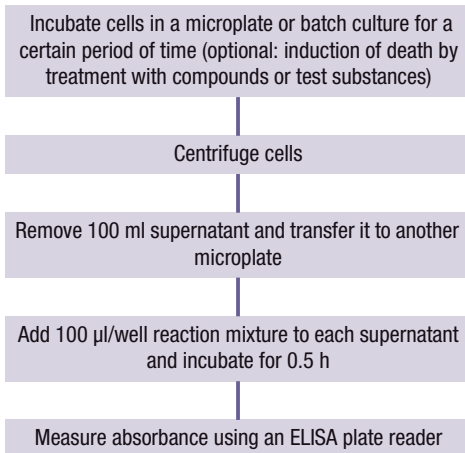 Incubate cells in a microplate or batch culture for a
certain period of time (optional: induction of death by
treatment with compounds or test substances)
Centrifuge cells
Remove 100 ml supernatant and transfer it to another
microplate
Add 100 µl/well reaction mixture to each supernatant
and incubate for 0.5 h
Measure absorbance using an ELISA plate reader